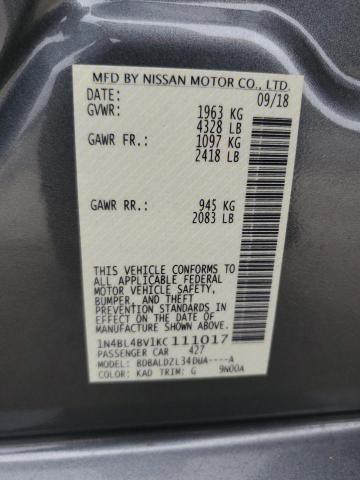 MFD BY NISSAN MOTOR CO., LTD.
DATE: 09/18
GVWR: 1963 KG
4328 LB
GAWR FR.: 1097 KG
2418 LB
GAWR RR.: 945 KG
2083 LB
THIS VEHICLE CONFORMS TO
ALL APPLICABLE FEDERAL
MOTOR VEHICLE SAFETY,
BUMPER, AND THEFT
PREVENTION STANDARDS IN
EFFECT ON THE DATE OF
MANUFACTURE SHOWN ABOVE.
1N4BL4BV1KC111017
PASSENGER CAR 427
MODEL: BDBALDZL34DUA----A
COLOR: KAD TRIM: G 9N00A